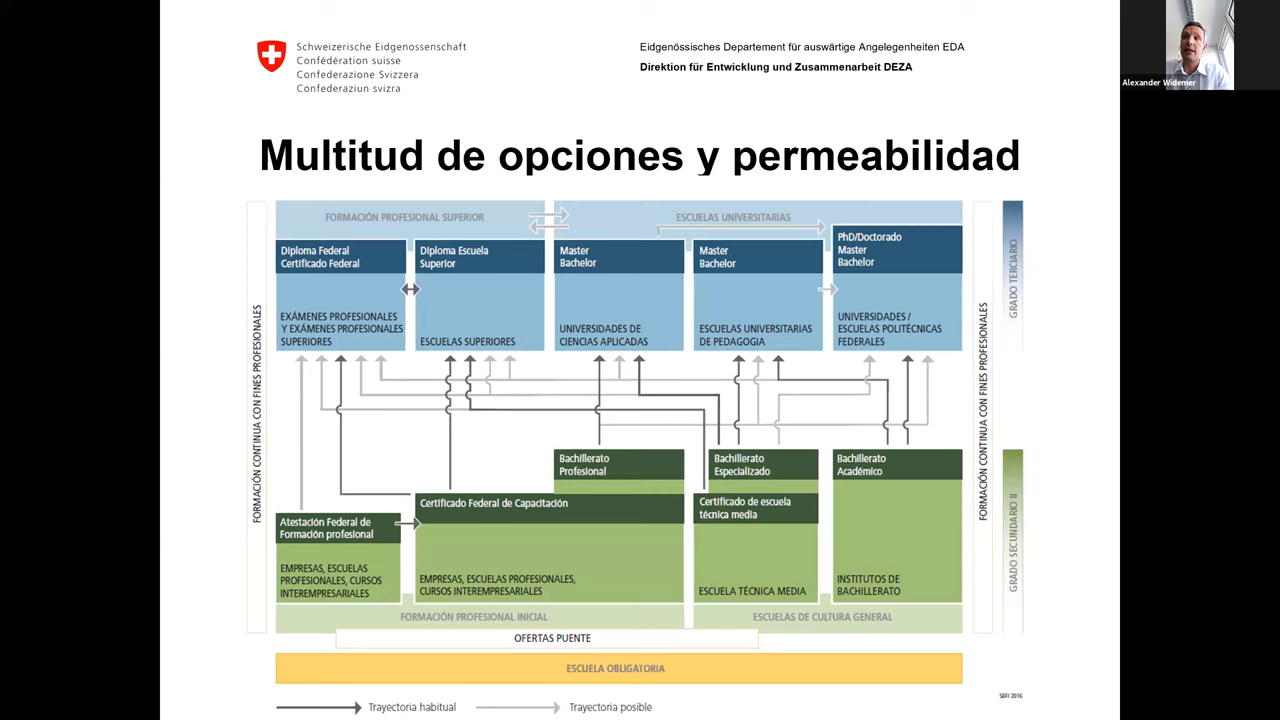 Schweizerische Eidgenossenschaft
Confédération suisse
Confederazione Svizzera
Confederaziun svizra
Eidgenössisches Departement für auswärtige Angelegenheiten EDA
Direktion für Entwicklung und Zusammenarbeit DEZA
Alexander Widemer
Multitud de opciones y permeabilidad
FORMACIÓN PROFESIONAL SUPERIOR
ESCUELAS UNIVERSITARIAS
Diploma Federal
Certificado Federal
EXÁMENES PROFESIONALES
Y EXÁMENES PROFESIONALES
SUPERIORES
Diploma Escuela
Superior
ESCUELAS SUPERIORES
Master
Bachelor
UNIVERSIDADES DE
CIENCIAS APLICADAS
Master
Bachelor
ESCUELAS UNIVERSITARIAS
DE PEDAGOGIA
PhD/Doctorado
Master
Bachelor
UNIVERSIDADES /
ESCUELAS POLITÉCNICAS
FEDERALES
FORMACIÓN CONTINUA CON FINES PROFESIONALES
FORMACIÓN CONTINUA CON FINES PROFESIONALES
GRADO TERCIARIO
GRADO SECUNDARIO II
Atestación Federal de
Formación profesional
EMPRESAS, ESCUELAS
PROFESIONALES, CURSOS
INTEREMPRESARIALES
Bachillerato
Profesional
Certificado Federal de Capacitación
EMPRESAS, ESCUELAS PROFESIONALES,
CURSOS INTEREMPRESARIALES
Bachillerato
Especializado
Certificado de escuela
técnica media
ESCUELA TÉCNICA MEDIA
Bachillerato
Académico
INSTITUTOS DE
BACHILLERATO
FORMACIÓN PROFESIONAL INICIAL
ESCUELAS DE CULTURA GENERAL
OFERTAS PUENTE
ESCUELA OBLIGATORIA
SBFI 2016
Trayectoria habitual
Trayectoria posible